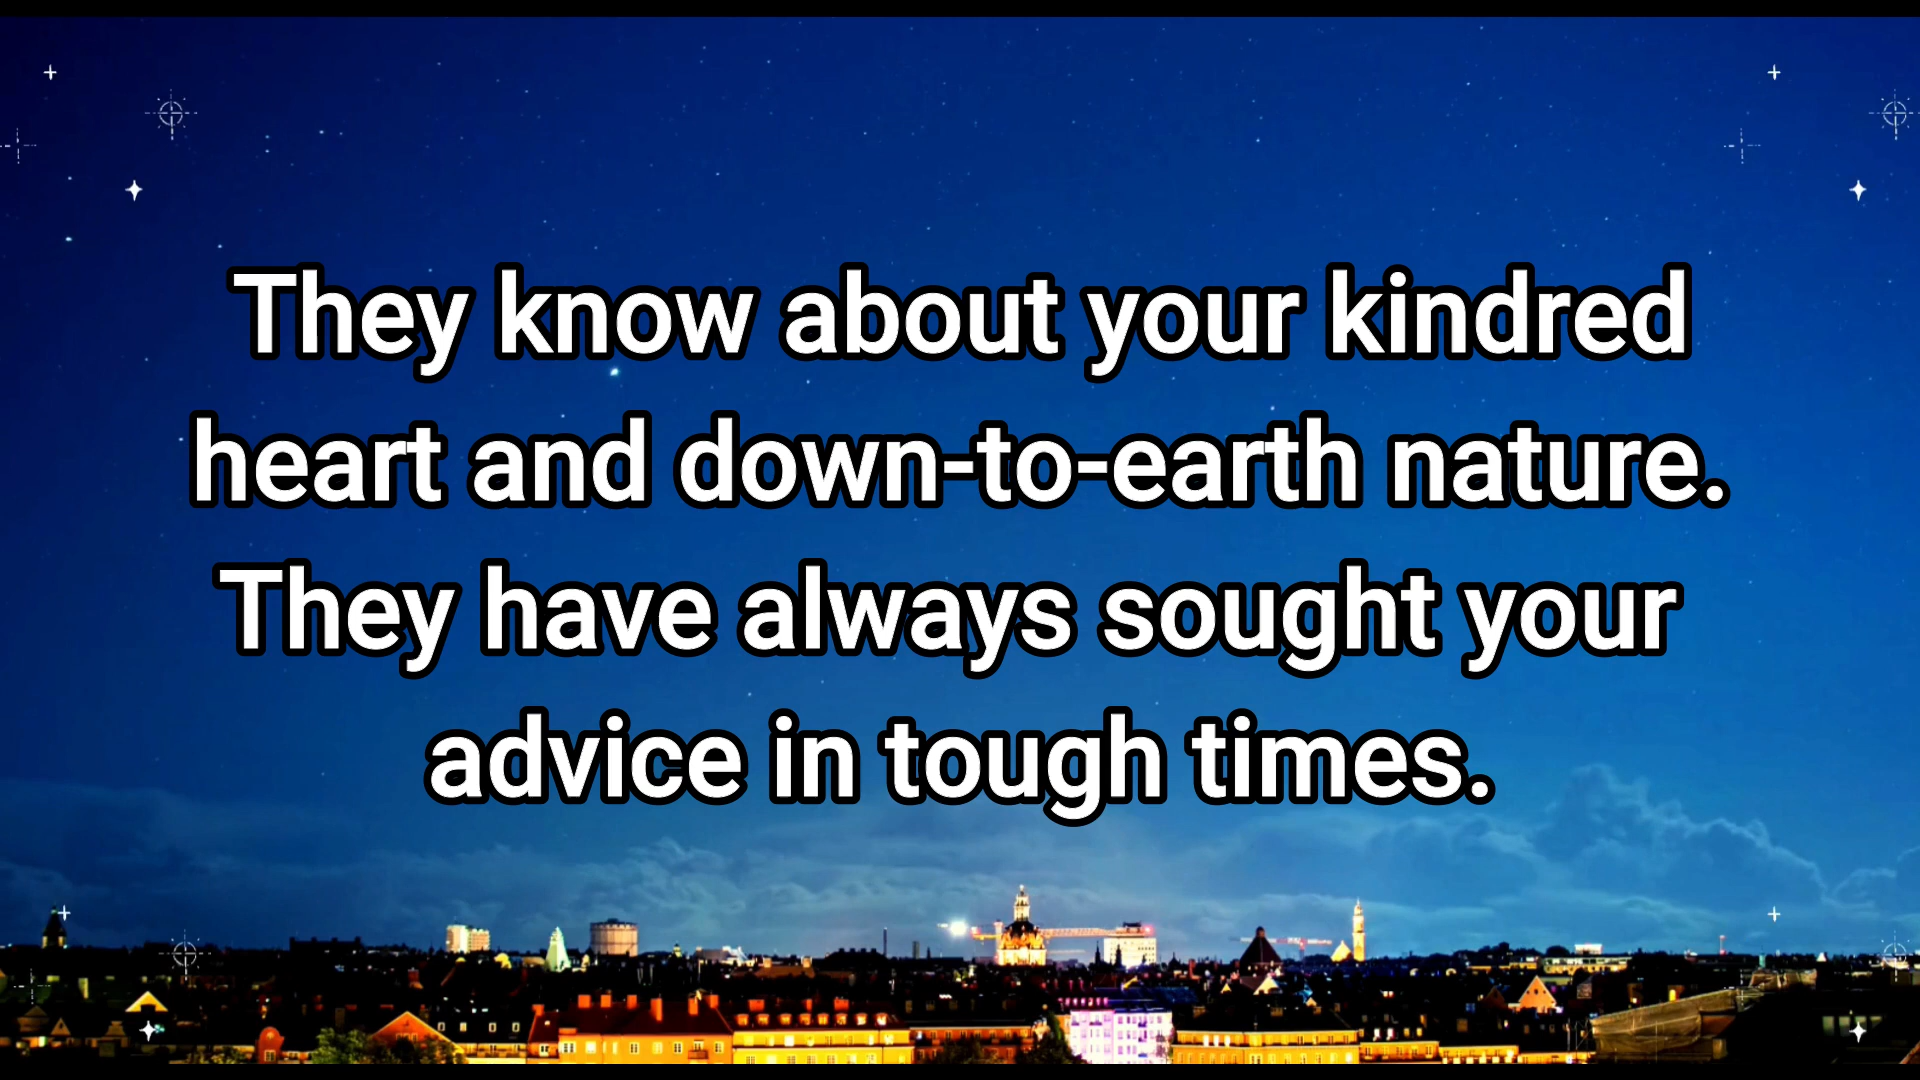 They know about your kindred
heart and down-to-earth nature.
They have always sought your
advice in tough times.